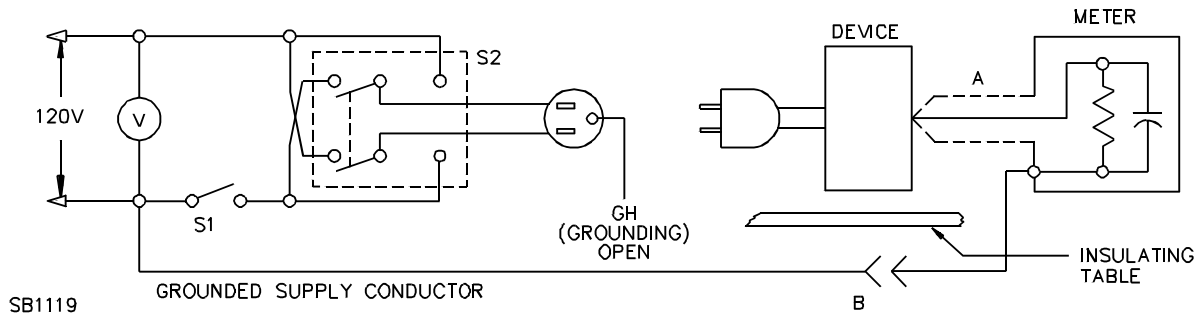 METER
DEVICE
S2
A
120V
V
S1
GH
(GROUNDING)
OPEN
INSULATING
TABLE
GROUNDED SUPPLY CONDUCTOR
B
SB1119